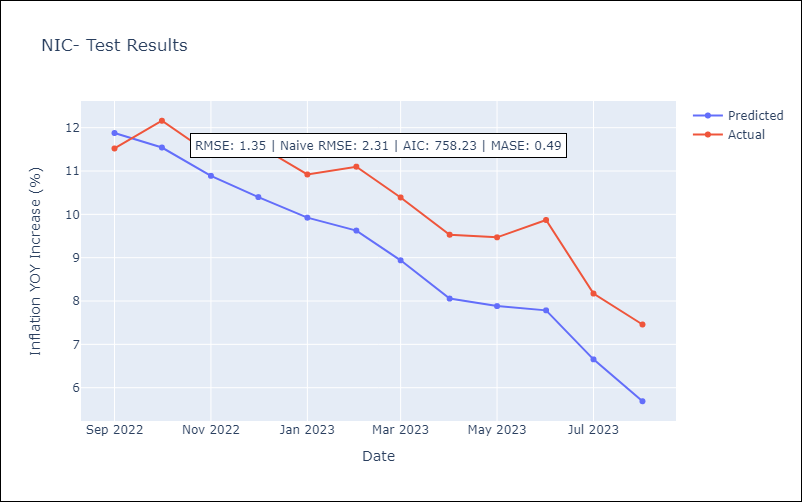 NIC- Test Results
Predicted
Actual
RMSE: 1.35 | Naive RMSE: 2.31 | AIC: 758.23 | MASE: 0.49
Inflation YOY Increase (%)
12
11
10
9
8
7
6
Sep 2022 Nov 2022 Jan 2023 Mar 2023 May 2023 Jul 2023
Date